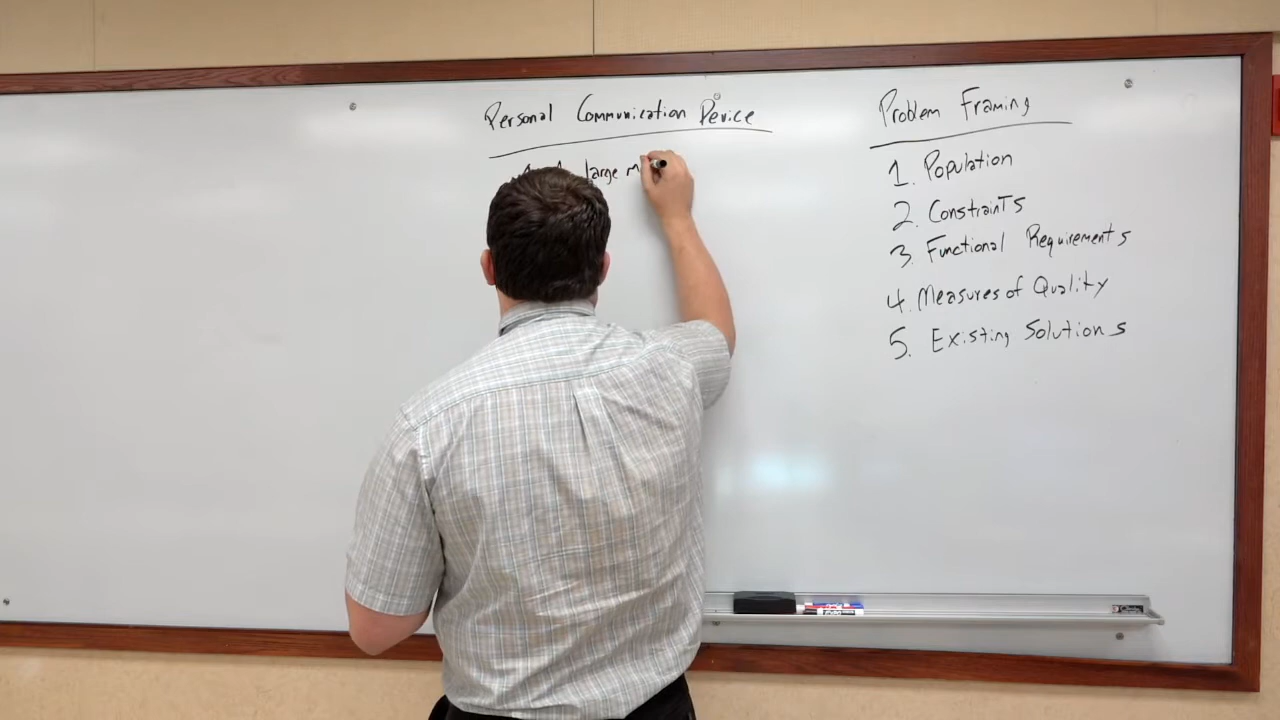 Personal Communication Device
large
Problem Framing
1. Population
2. Constraints
3. Functional Requirements
4. Measures of Quality
5. Existing Solutions